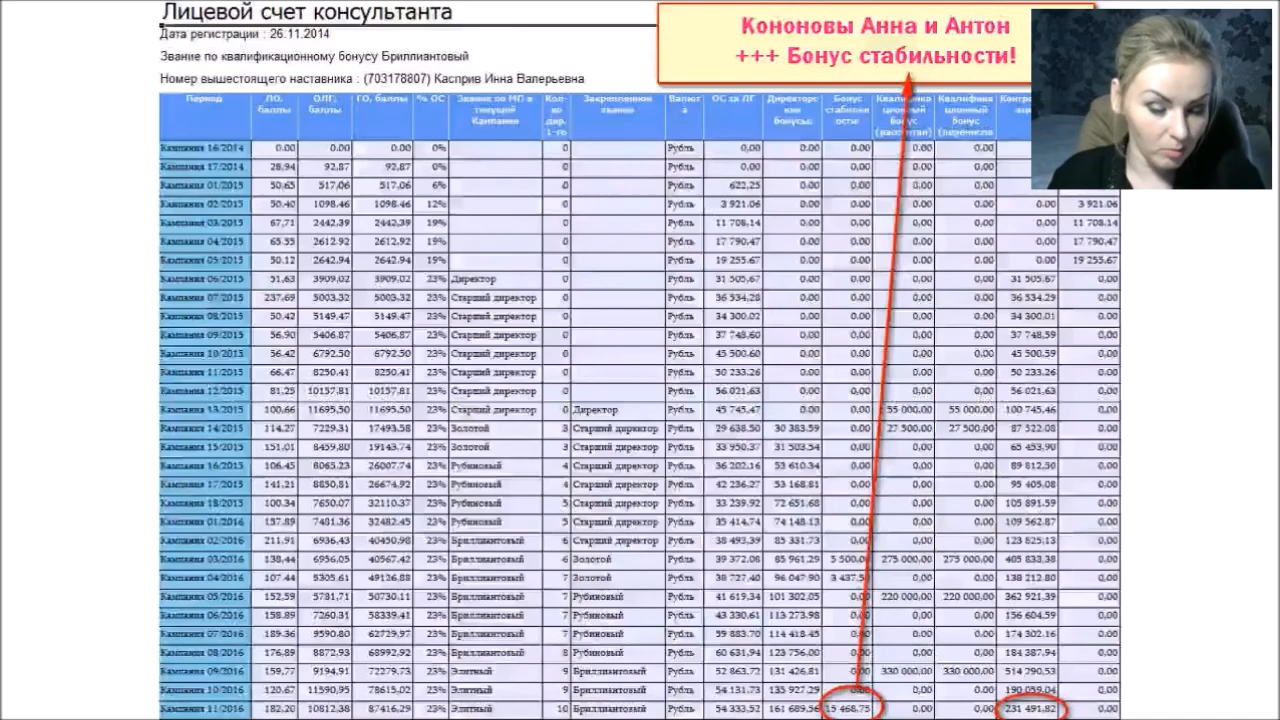 Лицевой счет консультанта
Дата регистрации : 26.11.2014
Звание по квалификационному бонусу Бриллиантовый
Номер вышестоящего наставника : (703178807) Касприв Инна Валерьевна
Кононовы Анна и Антон
+++ Бонус стабильности!
Период ЛО, баллы ОЛГ, баллы ГО, баллы % ОС Звание по МП в текущей Кампании Кол-во дир. 1-го Закрепленное звание Валюта ОС за ЛГ Директорские бонусы: Бонус стабильности: Квалификационный бонус Квалификационный бонус
Кампания 16/2014 0.00 0.00 0.00 0% 0 Рубль 0,00 0.00 0.00 0,00 0.00
Кампания 17/2014 28.94 92,87 92,87 0% 0 Рубль 0.00 0.00 0.00 0,00 0.00
Кампания 01/2015 50,65 517,06 517,06 6% 0 Рубль 622,25 0.00 0.00 0,00 0,00
Кампания 02/2015 50.40 1098.46 1098.46 12% 0 Рубль 3 921.06 0.00 0.00 0,00 0.00 0.00 3 921.06
Кампания 03/2015 67,71 2442,39 2442,39 19% 0 Рубль 11 708,14 0.00 0.00 0,00 0.00 0.00 11 708.14
Кампания 04/2015 65.55 2612.92 2612.92 19% 0 Рубль 17 790.47 0.00 0.00 0,00 0.00 0.00 17 790.47
Кампания 05/2015 50.12 2642.94 2642.94 19% 0 Рубль 19 255.67 0.00 0.00 0,00 0.00 0.00 19 255.67
Кампания 06/2015 51,63 3909.02 3909.02 23% Директор 0 Рубль 31 505.67 0.00 0.00 0,00 0.00 31 505.67 0.00
Кампания 07/2015 237.69 5003.32 5003.32 23% Старший директор 0 Рубль 36 534.28 0.00 0.00 0,00 0.00 36 534.29 0.00
Кампания 08/2015 50.42 5149.47 5149.47 23% Старший директор 0 Рубль 34 300.02 0.00 0.00 0,00 0.00 34 300.01 0.00
Кампания 09/2015 56.90 5406.87 5406.87 23% Старший директор 0 Рубль 37 748.60 0.00 0.00 0,00 0.00 37 748,59 0.00
Кампания 10/2015 56.42 6792.50 6792.50 23% Старший директор 0 Рубль 45 500.60 0.00 0.00 0,00 0.00 45 500.59 0.00
Кампания 11/2015 66,47 8250.41 8250.41 23% Старший директор 0 Рубль 50 233.26 0.00 0.00 0,00 0.00 50 233.26 0.00
Кампания 12/2015 81.25 10157.81 10157.81 23% Старший директор 0 Рубль 56 021.63 0.00 0.00 0,00 0.00 56 021.63 0.00
Кампания 13/2015 100,66 11695,50 11695,50 23% Старший директор 0 Директор Рубль 45 745,47 0.00 0,00 55 000,00 55 000,00 100 745.46 0.00
Кампания 14/2015 114,27 7229.31 17493.58 23% Золотой 3 Старший директор Рубль 29 638.50 30 383.59 0.00 27 500,00 27 500,00 87 522.08 0.00
Кампания 15/2015 151.01 8459.80 19143.74 23% Золотой 3 Старший директор Рубль 33 950,37 31 503.54 0.00 0,00 0,00 65 453,90 0.00
Кампания 16/2015 106.45 8065.23 26007.74 23% Рубиновый 4 Старший директор Рубль 36 202.16 53 610.34 0.00 0,00 0,00 89 812.50 0.00
Кампания 17/2015 141,21 8850,81 26674,92 23% Рубиновый 4 Старший директор Рубль 42 236,27 53 168.81 0.00 0,00 0,00 95 405,08 0.00
Кампания 18/2015 100.34 7650.07 32110.37 23% Рубиновый 5 Старший директор Рубль 33 239,92 72 651.68 0.00 0,00 0,00 105 891.59 0.00
Кампания 01/2016 157.89 7481.36 32482.45 23% Рубиновый 5 Старший директор Рубль 35 414,74 74 148.13 0.00 0,00 0,00 109 562.87 0.00
Кампания 02/2016 211.91 6936,43 40450.98 23% Бриллиантовый 6 Старший директор Рубль 38 493,39 85 331.73 0.00 0,00 0,00 123 825,13 0.00
Кампания 03/2016 138.44 6956.05 40567.42 23% Бриллиантовый 6 Золотой Рубль 39 372,08 85 961.29 5 500,00 275 000,00 275 000,00 405 833.38 0.00
Кампания 04/2016 107.44 5305.61 49126.88 23% Бриллиантовый 7 Золотой Рубль 38 727,40 96 047.90 3 437.50 0,00 0,00 138 212.80 0.00
Кампания 05/2016 152,59 5781,71 50730.11 23% Бриллиантовый 7 Рубиновый Рубль 41 619,34 101 302.05 0.00 220 000,00 220 000,00 362 921,39 0.00
Кампания 06/2016 158.89 7260,31 58339.41 23% Бриллиантовый 7 Рубиновый Рубль 43 330,61 113 273.98 0.00 0,00 0,00 156 604,59 0.00
Кампания 07/2016 189.36 9590.80 62729,97 23% Бриллиантовый 7 Рубиновый Рубль 59 883.70 114 418.45 0.00 0,00 0,00 174 302.16 0.00
Кампания 08/2016 176,89 8872,93 68992,92 23% Бриллиантовый 8 Рубиновый Рубль 60 631,94 123 756.00 0.00 0,00 0,00 184 387.94 0.00
Кампания 09/2016 159,77 9194,91 72279,73 23% Элитный 9 Бриллиантовый Рубль 52 863,72 131 426.81 0.00 330 000,00 330 000,00 514 290,53 0.00
Кампания 10/2016 120.67 11590,95 78615.02 23% Элитный 9 Бриллиантовый Рубль 54 131.73 135 927.29 0.00 0,00 0,00 190 059.04 0.00
Кампания 11/2016 182,20 10812,38 87416.29 23% Элитный 10 Бриллиантовый Рубль 54 333,52 161 689,56 15 468,75 0,00 0,00 231 491,82 0.00